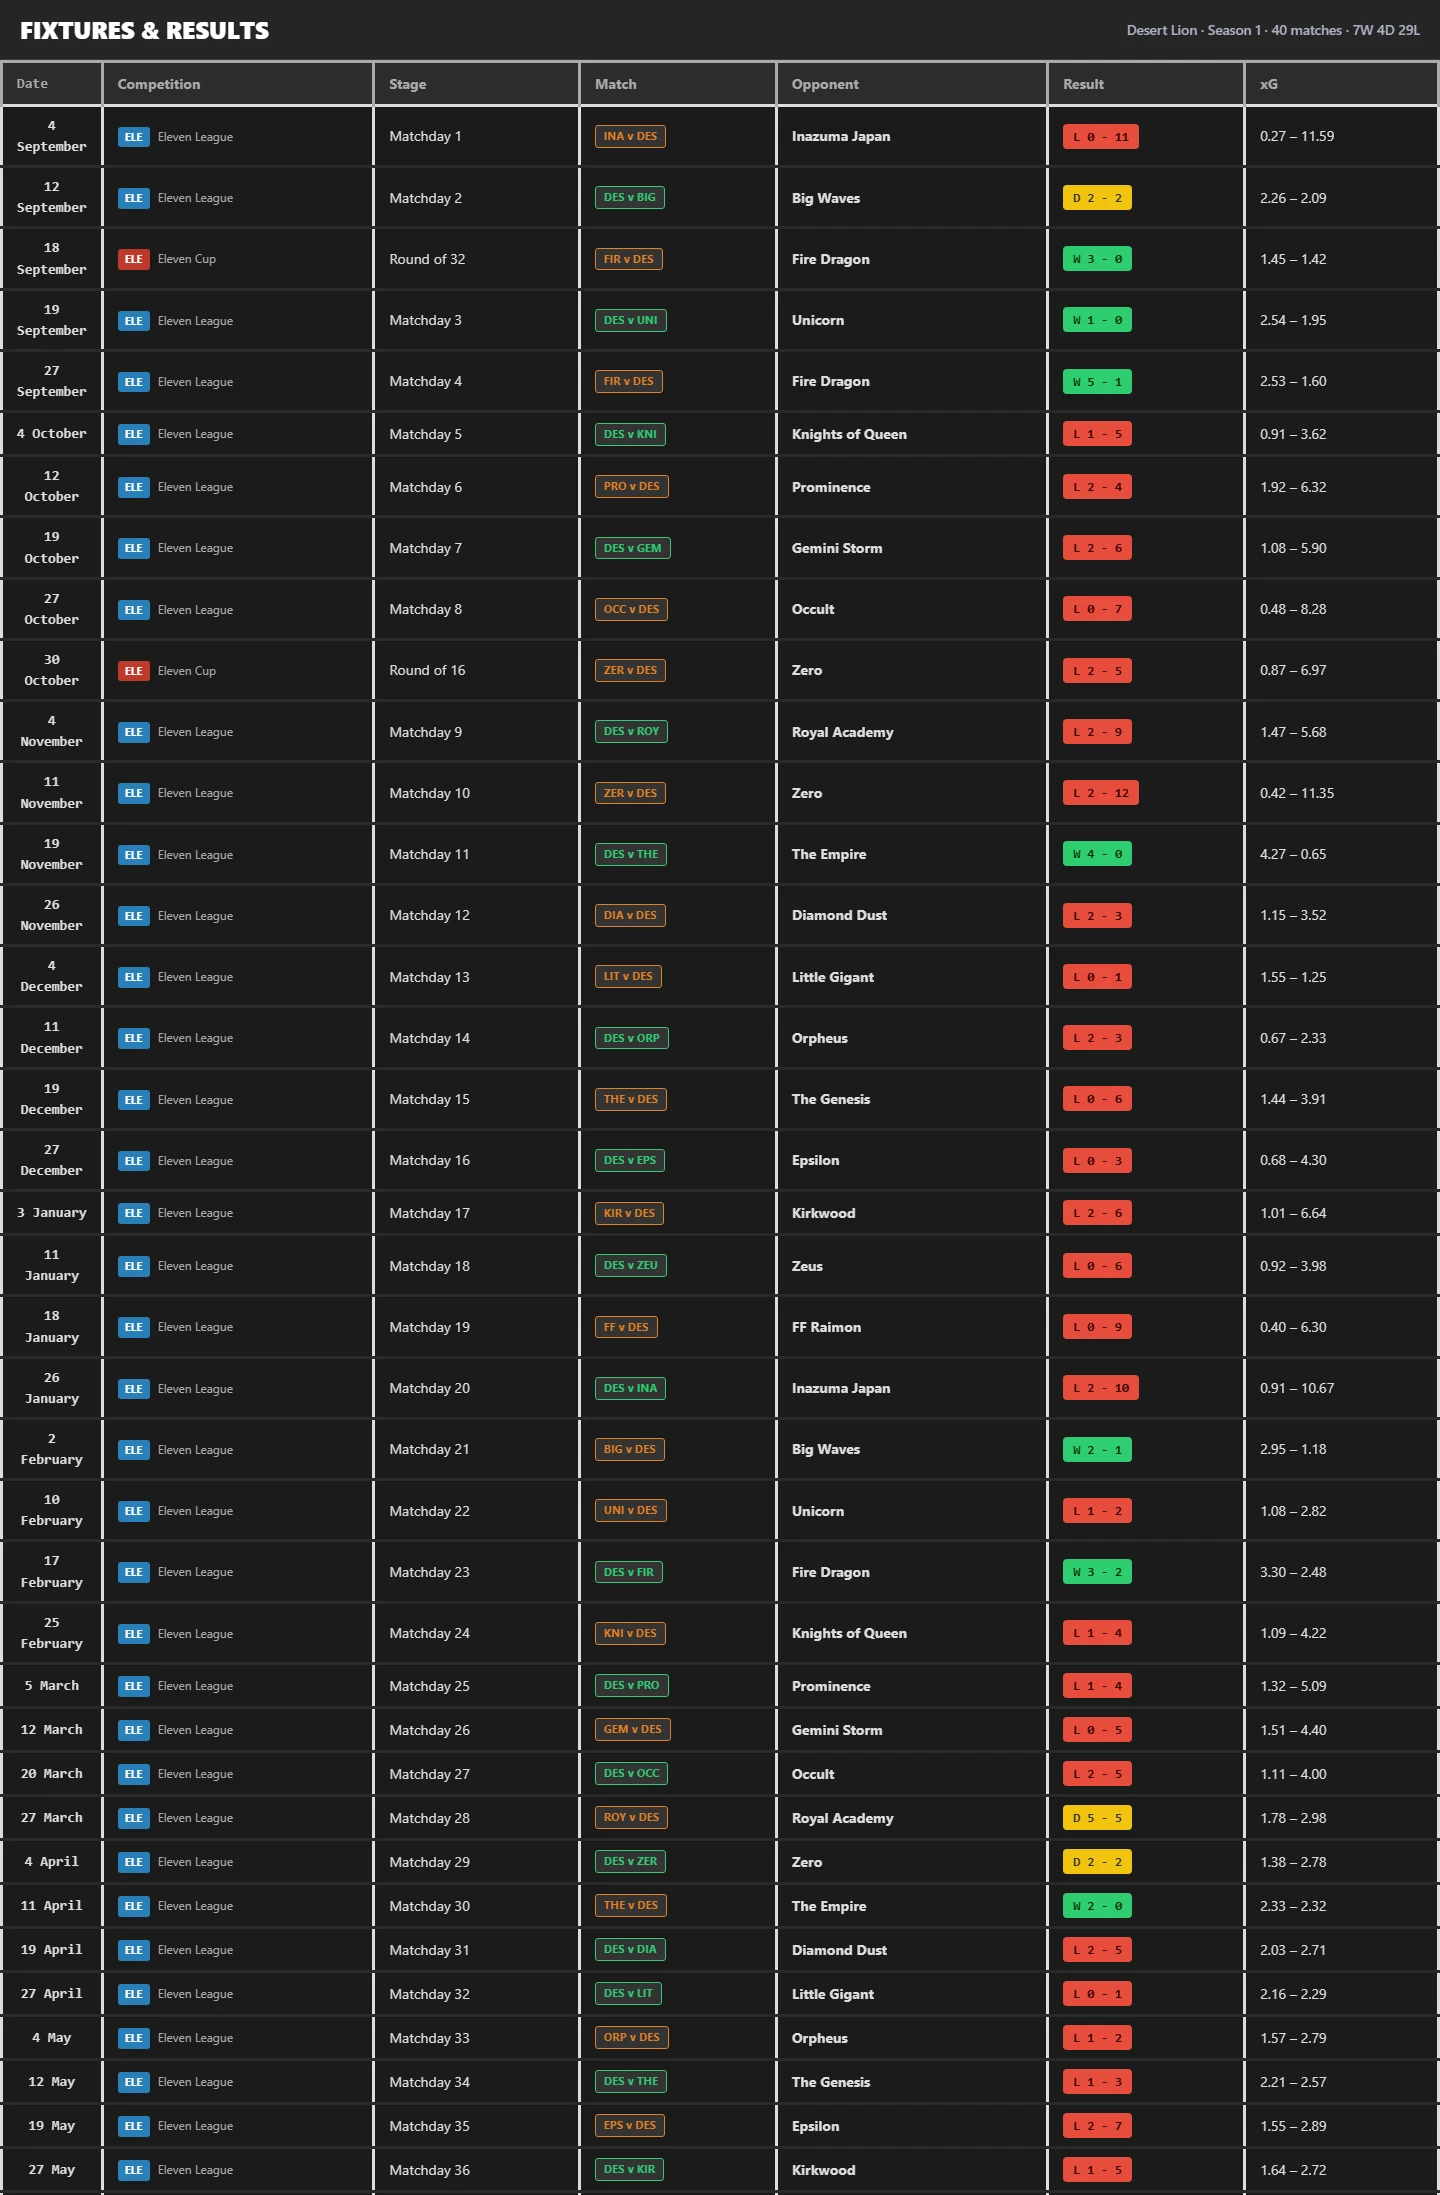 FIXTURES & RESULTS
Desert Lion · Season 1 · 40 matches · 7W 4D 29L
Date Competition Stage Match Opponent Result xG
4 September ELE Eleven League Matchday 1 INA v DES Inazuma Japan L 0 - 11 0.27 – 11.59
12 September ELE Eleven League Matchday 2 DES v BIG Big Waves D 2 - 2 2.26 – 2.09
18 September ELE Eleven Cup Round of 32 FIR v DES Fire Dragon W 3 - 0 1.45 – 1.42
19 September ELE Eleven League Matchday 3 DES v UNI Unicorn W 1 - 0 2.54 – 1.95
27 September ELE Eleven League Matchday 4 FIR v DES Fire Dragon W 5 - 1 2.53 – 1.60
4 October ELE Eleven League Matchday 5 DES v KNI Knights of Queen L 1 - 5 0.91 – 3.62
12 October ELE Eleven League Matchday 6 PRO v DES Prominence L 2 - 4 1.92 – 6.32
19 October ELE Eleven League Matchday 7 DES v GEM Gemini Storm L 2 - 6 1.08 – 5.90
27 October ELE Eleven League Matchday 8 OCC v DES Occult L 0 - 7 0.48 – 8.28
30 October ELE Eleven Cup Round of 16 ZER v DES Zero L 2 - 5 0.87 – 6.97
4 November ELE Eleven League Matchday 9 DES v ROY Royal Academy L 2 - 9 1.47 – 5.68
11 November ELE Eleven League Matchday 10 ZER v DES Zero L 2 - 12 0.42 – 11.35
19 November ELE Eleven League Matchday 11 DES v THE The Empire W 4 - 0 4.27 – 0.65
26 November ELE Eleven League Matchday 12 DIA v DES Diamond Dust L 2 - 3 1.15 – 3.52
4 December ELE Eleven League Matchday 13 LIT v DES Little Gigant L 0 - 1 1.55 – 1.25
11 December ELE Eleven League Matchday 14 DES v ORP Orpheus L 2 - 3 0.67 – 2.33
19 December ELE Eleven League Matchday 15 THE v DES The Genesis L 0 - 6 1.44 – 3.91
27 December ELE Eleven League Matchday 16 DES v EPS Epsilon L 0 - 3 0.68 – 4.30
3 January ELE Eleven League Matchday 17 KIR v DES Kirkwood L 2 - 6 1.01 – 6.64
11 January ELE Eleven League Matchday 18 DES v ZEU Zeus L 0 - 6 0.92 – 3.98
18 January ELE Eleven League Matchday 19 FF v DES FF Raimon L 0 - 9 0.40 – 6.30
26 January ELE Eleven League Matchday 20 DES v INA Inazuma Japan L 2 - 10 0.91 – 10.67
2 February ELE Eleven League Matchday 21 BIG v DES Big Waves W 2 - 1 2.95 – 1.18
10 February ELE Eleven League Matchday 22 UNI v DES Unicorn L 1 - 2 1.08 – 2.82
17 February ELE Eleven League Matchday 23 DES v FIR Fire Dragon W 3 - 2 3.30 – 2.48
25 February ELE Eleven League Matchday 24 KNI v DES Knights of Queen L 1 - 4 1.09 – 4.22
5 March ELE Eleven League Matchday 25 DES v PRO Prominence L 1 - 4 1.32 – 5.09
12 March ELE Eleven League Matchday 26 GEM v DES Gemini Storm L 0 - 5 1.51 – 4.40
20 March ELE Eleven League Matchday 27 DES v OCC Occult L 2 - 5 1.11 – 4.00
27 March ELE Eleven League Matchday 28 ROY v DES Royal Academy D 5 - 5 1.78 – 2.98
4 April ELE Eleven League Matchday 29 DES v ZER Zero D 2 - 2 1.38 – 2.78
11 April ELE Eleven League Matchday 30 THE v DES The Empire W 2 - 0 2.33 – 2.32
19 April ELE Eleven League Matchday 31 DES v DIA Diamond Dust L 2 - 5 2.03 – 2.71
27 April ELE Eleven League Matchday 32 DES v LIT Little Gigant L 0 - 1 2.16 – 2.29
4 May ELE Eleven League Matchday 33 ORP v DES Orpheus L 1 - 2 1.57 – 2.79
12 May ELE Eleven League Matchday 34 DES v THE The Genesis L 1 - 3 2.21 – 2.57
19 May ELE Eleven League Matchday 35 EPS v DES Epsilon L 2 - 7 1.55 – 2.89
27 May ELE Eleven League Matchday 36 DES v KIR Kirkwood L 1 - 5 1.64 – 2.72